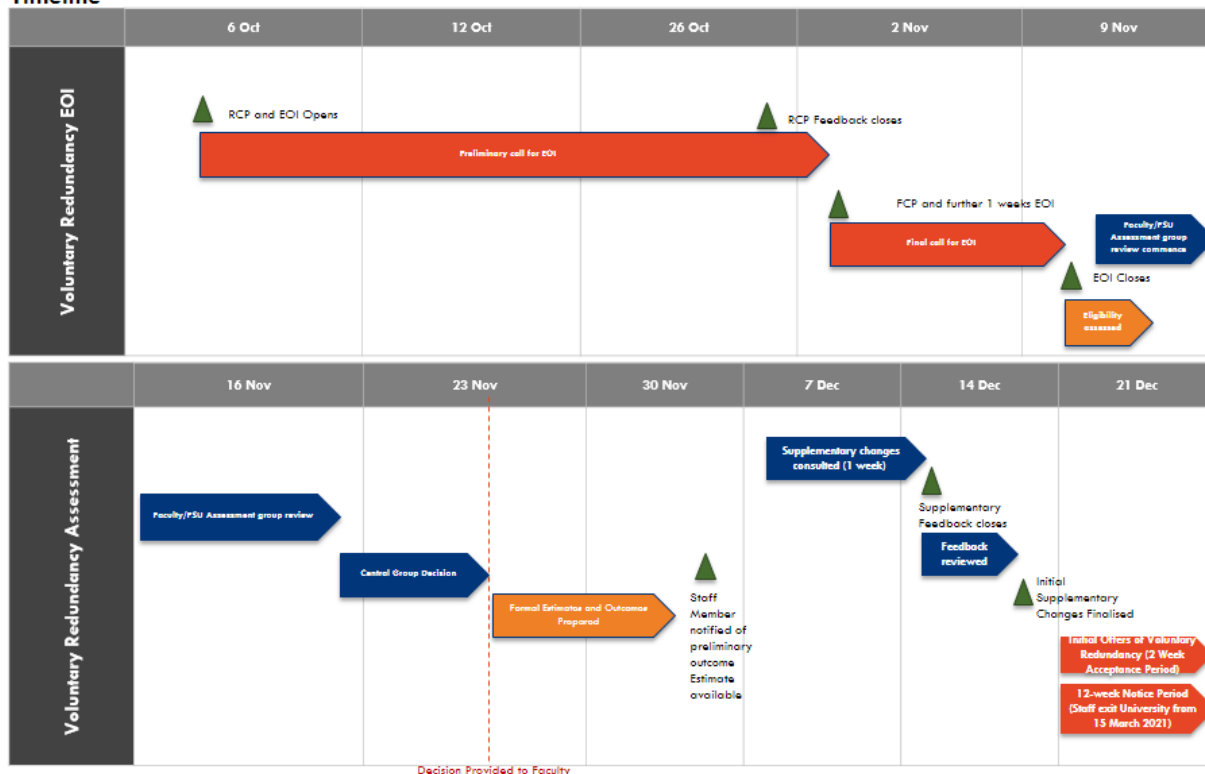 Timeline
6 Oct
12 Oct
26 Oct
2 Nov
9 Nov
Voluntary Redundancy EOI
RCP and EOI Opens
RCP Feedback closes
Preliminary call for EOI
FCP and further 1 weeks EOI
Final call for EOI
Faculty/PSU
Assessment group
review commence
EOI Closes
Eligibility
assessed
16 Nov
23 Nov
30 Nov
7 Dec
14 Dec
21 Dec
Voluntary Redundancy Assessment
Supplementary changes
consulted (1 week)
Supplementary
Feedback closes
Faculty/PSU Assessment group review
Feedback
reviewed
Central Group Decision
Formal Estimates and Outcomes
Prepared
Staff
Member
notified of
preliminary
outcome
Estimate
available
Initial
Supplementary
Changes Finalised
Initial Offers of Voluntary
Redundancy (2 Week
Acceptance Period)
12-week Notice Period
(Staff exit University from
15 March 2021)
Decision Provided to Faculty